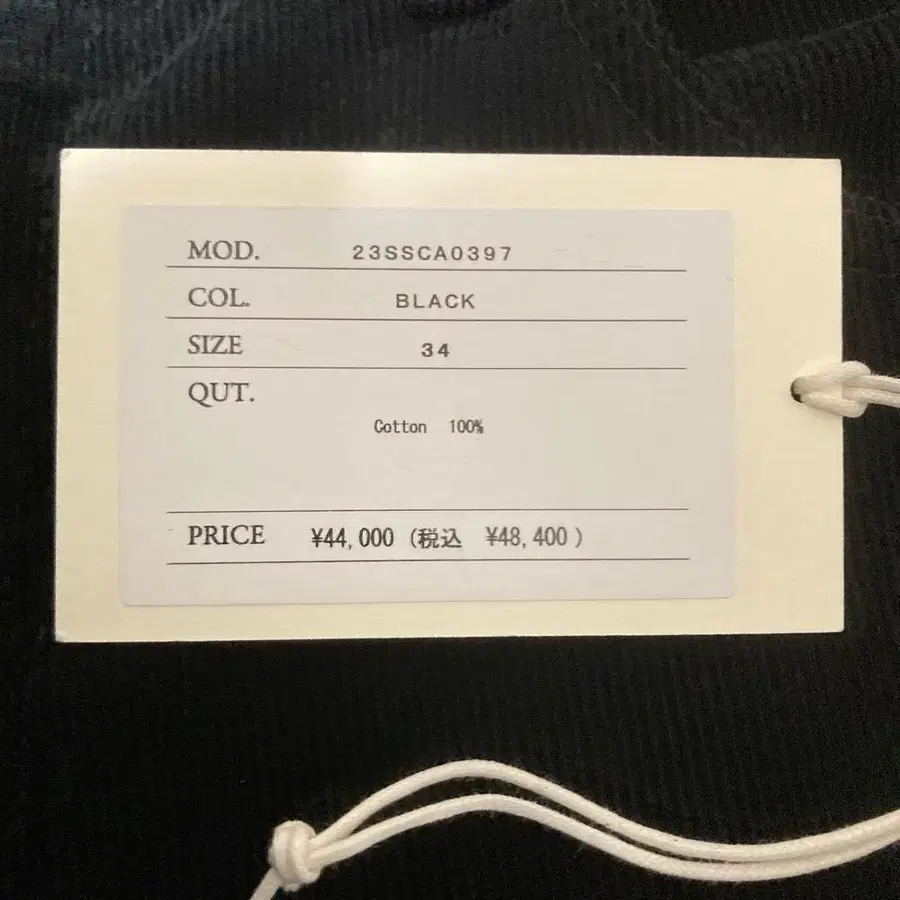 MOD. 23SSCA0397
COL. BLACK
SIZE 34
QUT.
Cotton 100%
PRICE ¥44,000 (税込 ¥48,400)